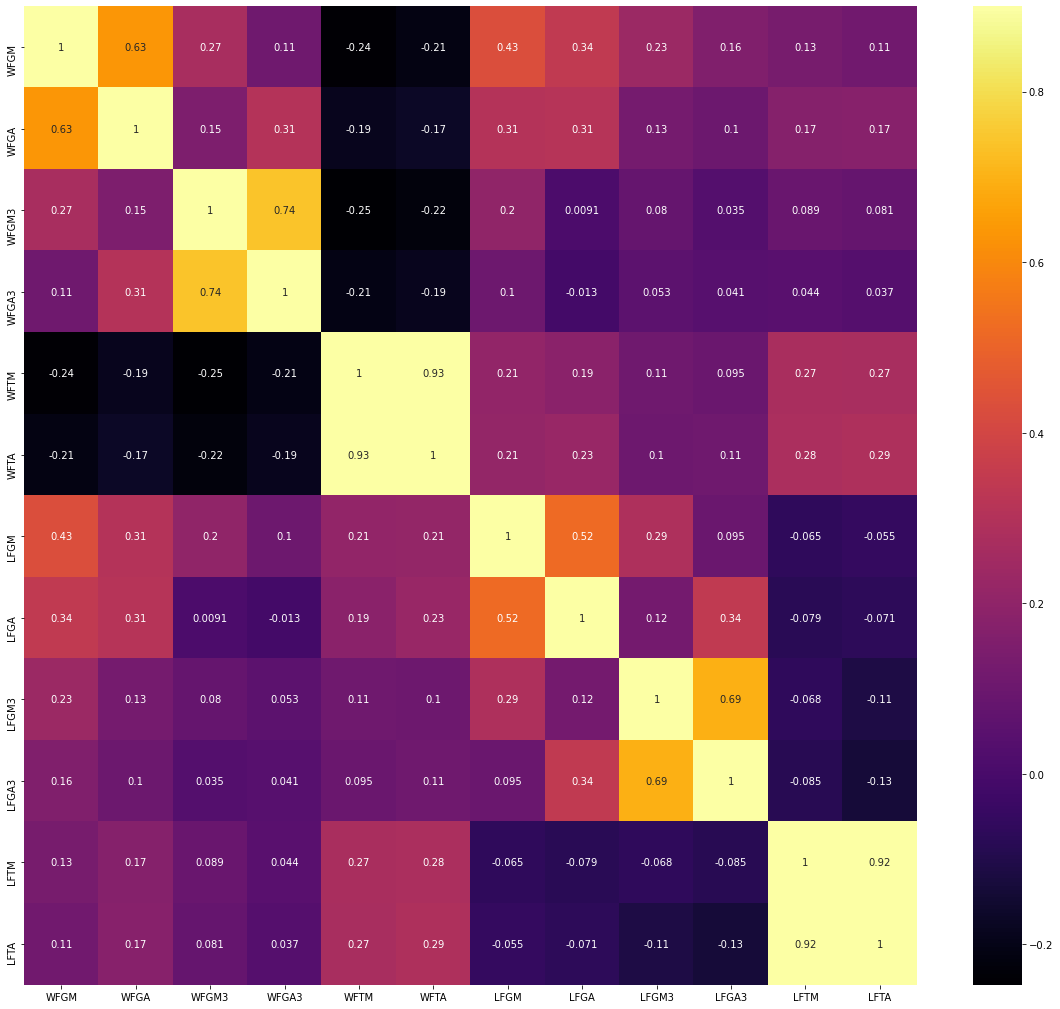 WFGM 1 0.63 0.27 0.11 -0.24 -0.21 0.43 0.34 0.23 0.16 0.13 0.11
WFGA 0.63 1 0.15 0.31 -0.19 -0.17 0.31 0.31 0.13 0.1 0.17 0.17
WFGM3 0.27 0.15 1 0.74 -0.25 -0.22 0.2 0.0091 0.08 0.035 0.089 0.081
WFGA3 0.11 0.31 0.74 1 -0.21 -0.19 0.1 -0.013 0.053 0.041 0.044 0.037
WFTM -0.24 -0.19 -0.25 -0.21 1 0.93 0.21 0.19 0.11 0.095 0.27 0.27
WFTA -0.21 -0.17 -0.22 -0.19 0.93 1 0.21 0.23 0.1 0.11 0.28 0.29
LFGM 0.43 0.31 0.2 0.1 0.21 0.21 1 0.52 0.29 0.095 -0.065 -0.055
LFGA 0.34 0.31 0.0091 -0.013 0.19 0.23 0.52 1 0.12 0.34 -0.079 -0.071
LFGM3 0.23 0.13 0.08 0.053 0.11 0.1 0.29 0.12 1 0.69 -0.068 -0.11
LFGA3 0.16 0.1 0.035 0.041 0.095 0.11 0.095 0.34 0.69 1 -0.085 -0.13
LFTM 0.13 0.17 0.089 0.044 0.27 0.28 -0.065 -0.079 -0.068 -0.085 1 0.92
LFTA 0.11 0.17 0.081 0.037 0.27 0.29 -0.055 -0.071 -0.11 -0.13 0.92 1
WFGM WFGA WFGM3 WFGA3 WFTM WFTA LFGM LFGA LFGM3 LFGA3 LFTM LFTA
0.8
0.6
0.4
0.2
0.0
−0.2